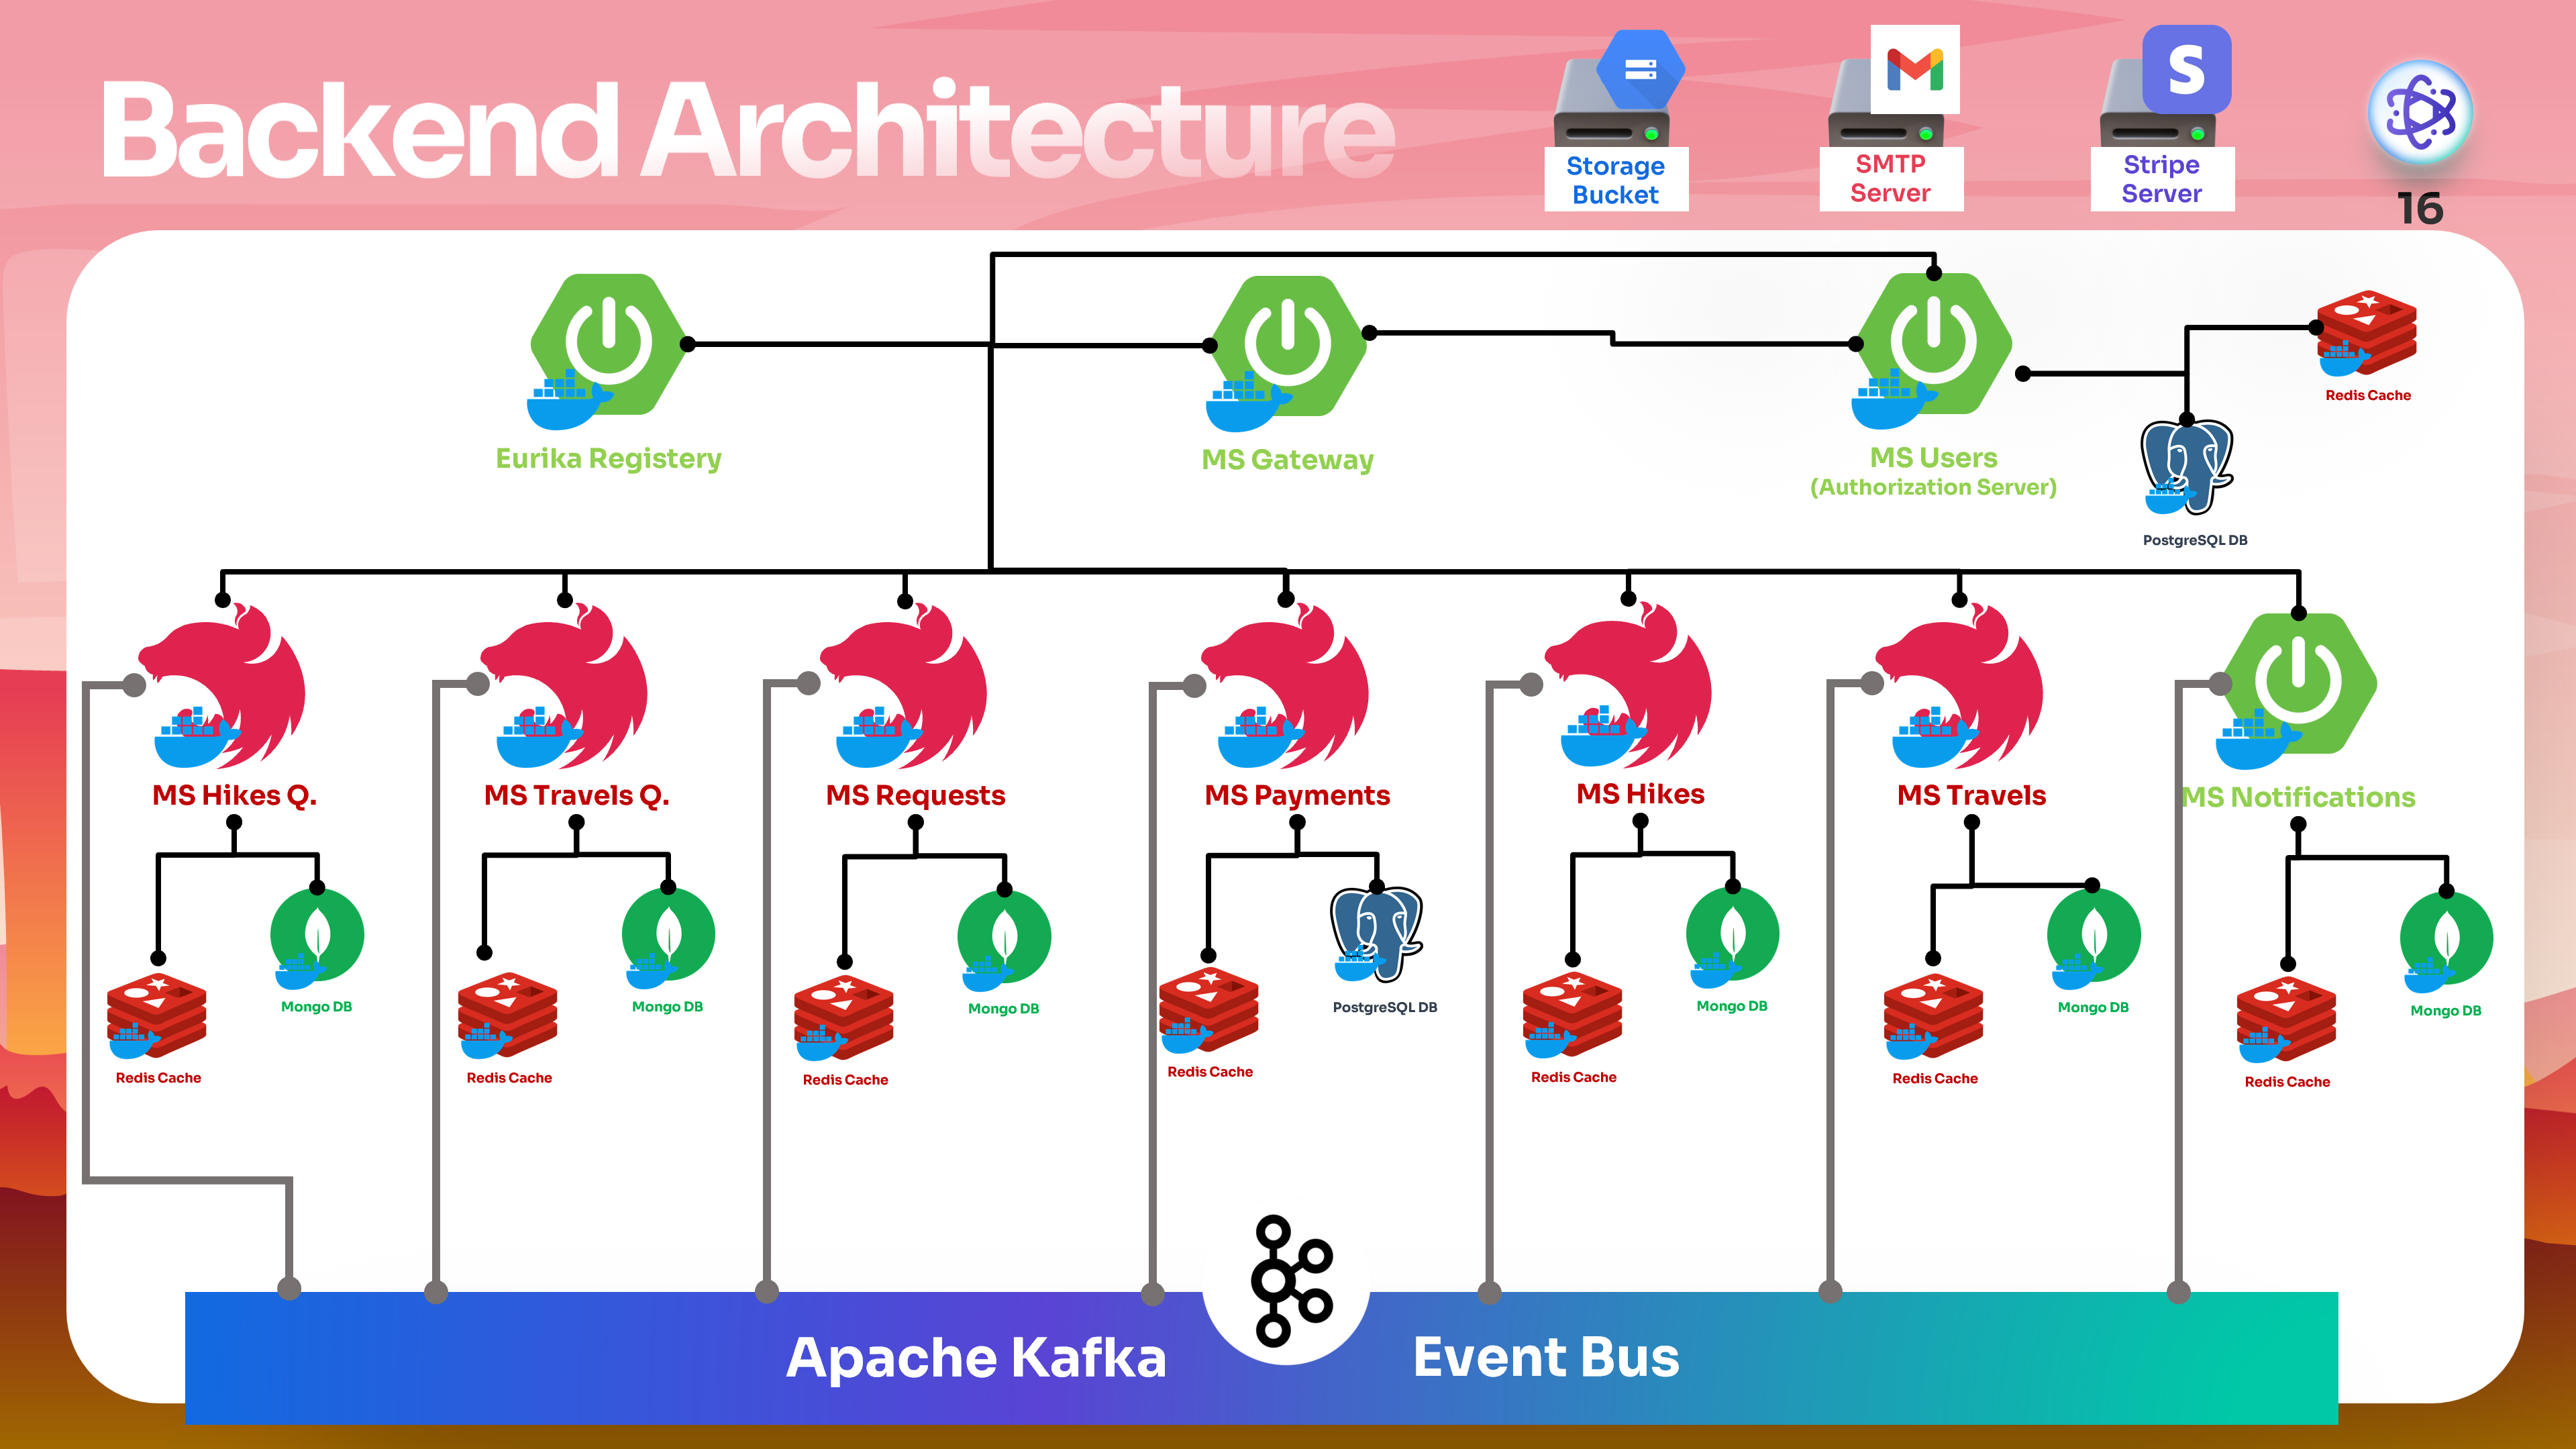 Backend Architecture
Storage
Bucket
SMTP
Server
Stripe
Server
16
Eurika Registery
MS Gateway
MS Users
(Authorization Server)
Redis Cache
PostgreSQL DB
MS Hikes Q.
MS Travels Q.
MS Requests
MS Payments
MS Hikes
MS Travels
MS Notifications
Mongo DB
Mongo DB
Mongo DB
PostgreSQL DB
Mongo DB
Mongo DB
Mongo DB
Redis Cache
Redis Cache
Redis Cache
Redis Cache
Redis Cache
Redis Cache
Redis Cache
Apache Kafka
Event Bus